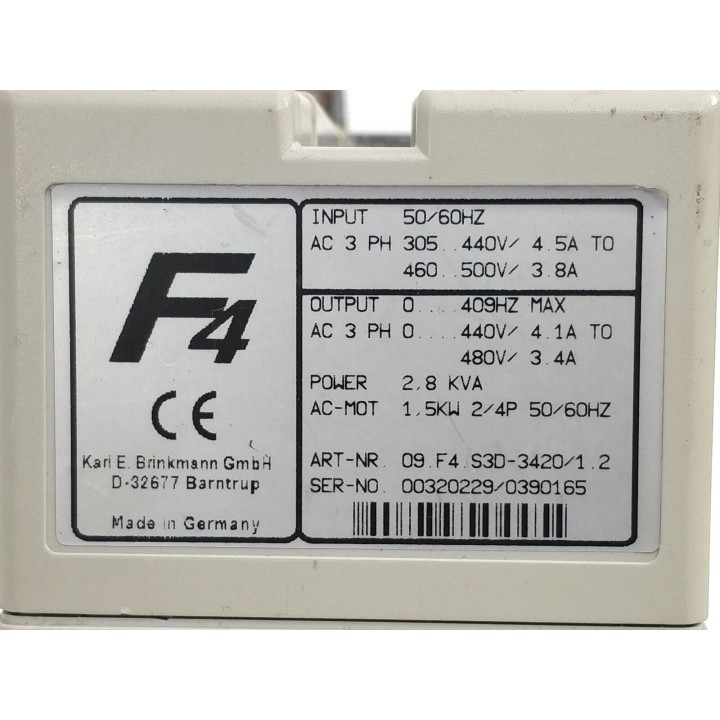 F4
CE
Karl E. Brinkmann GmbH
D-32677 Barntrup
Made in Germany
INPUT 50/60HZ
AC 3 PH 305..440V/ 4.5A TO
460..500V/ 3.8A
OUTPUT 0....409HZ MAX
AC 3 PH 0....440V/ 4.1A TO
480V/ 3.4A
POWER 2.8 KVA
AC-MOT 1.5KW 2/4P 50/60HZ
ART-NR. 09.F4.S3D-3420/1.2
SER-NO. 00320229/0390165